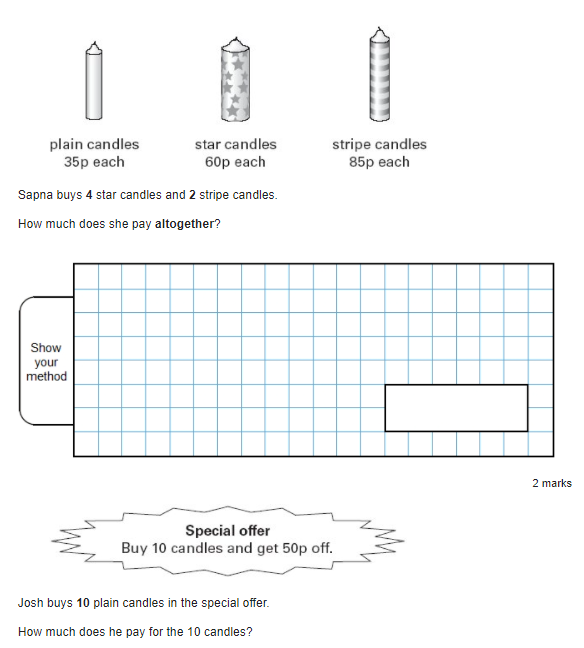 plain candles
35p each
star candles
60p each
stripe candles
85p each
Sapna buys 4 star candles and 2 stripe candles.
How much does she pay altogether?
Show
your
method
2 marks
Special offer
Buy 10 candles and get 50p off.
Josh buys 10 plain candles in the special offer.
How much does he pay for the 10 candles?